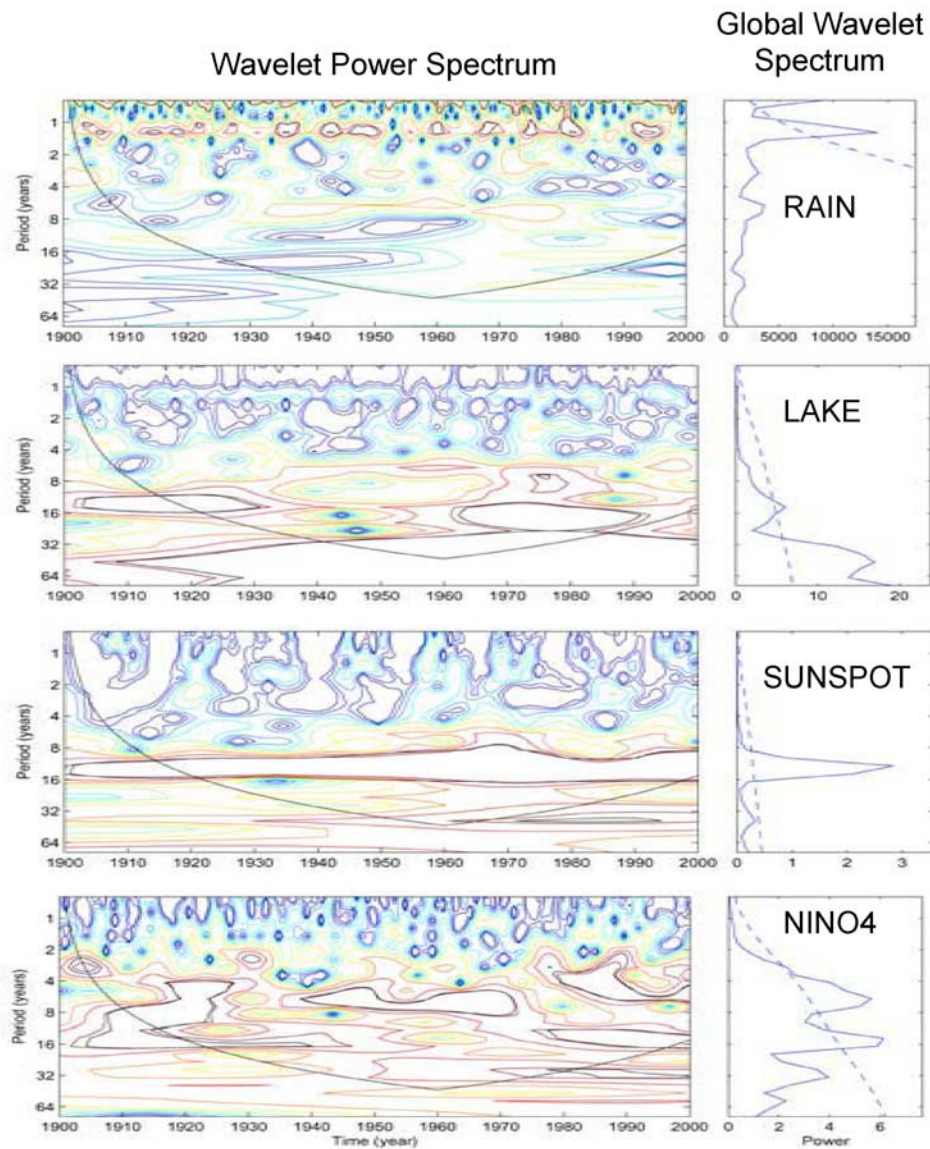 Wavelet Power Spectrum
Global Wavelet
Spectrum
Period (years)
1
2
4
8
16
32
64
1900 1910 1920 1930 1940 1950 1960 1970 1980 1990 2000
RAIN
0 5000 10000 15000
Period (years)
1
2
4
8
16
32
64
1900 1910 1920 1930 1940 1950 1960 1970 1980 1990 2000
LAKE
0 10 20
Period (years)
1
2
4
8
16
32
64
1900 1910 1920 1930 1940 1950 1960 1970 1980 1990 2000
SUNSPOT
0 1 2 3
Period (years)
1
2
4
8
16
32
64
1900 1910 1920 1930 1940 1950 1960 1970 1980 1990 2000
Time (year)
NINO4
0 2 4 6
Power